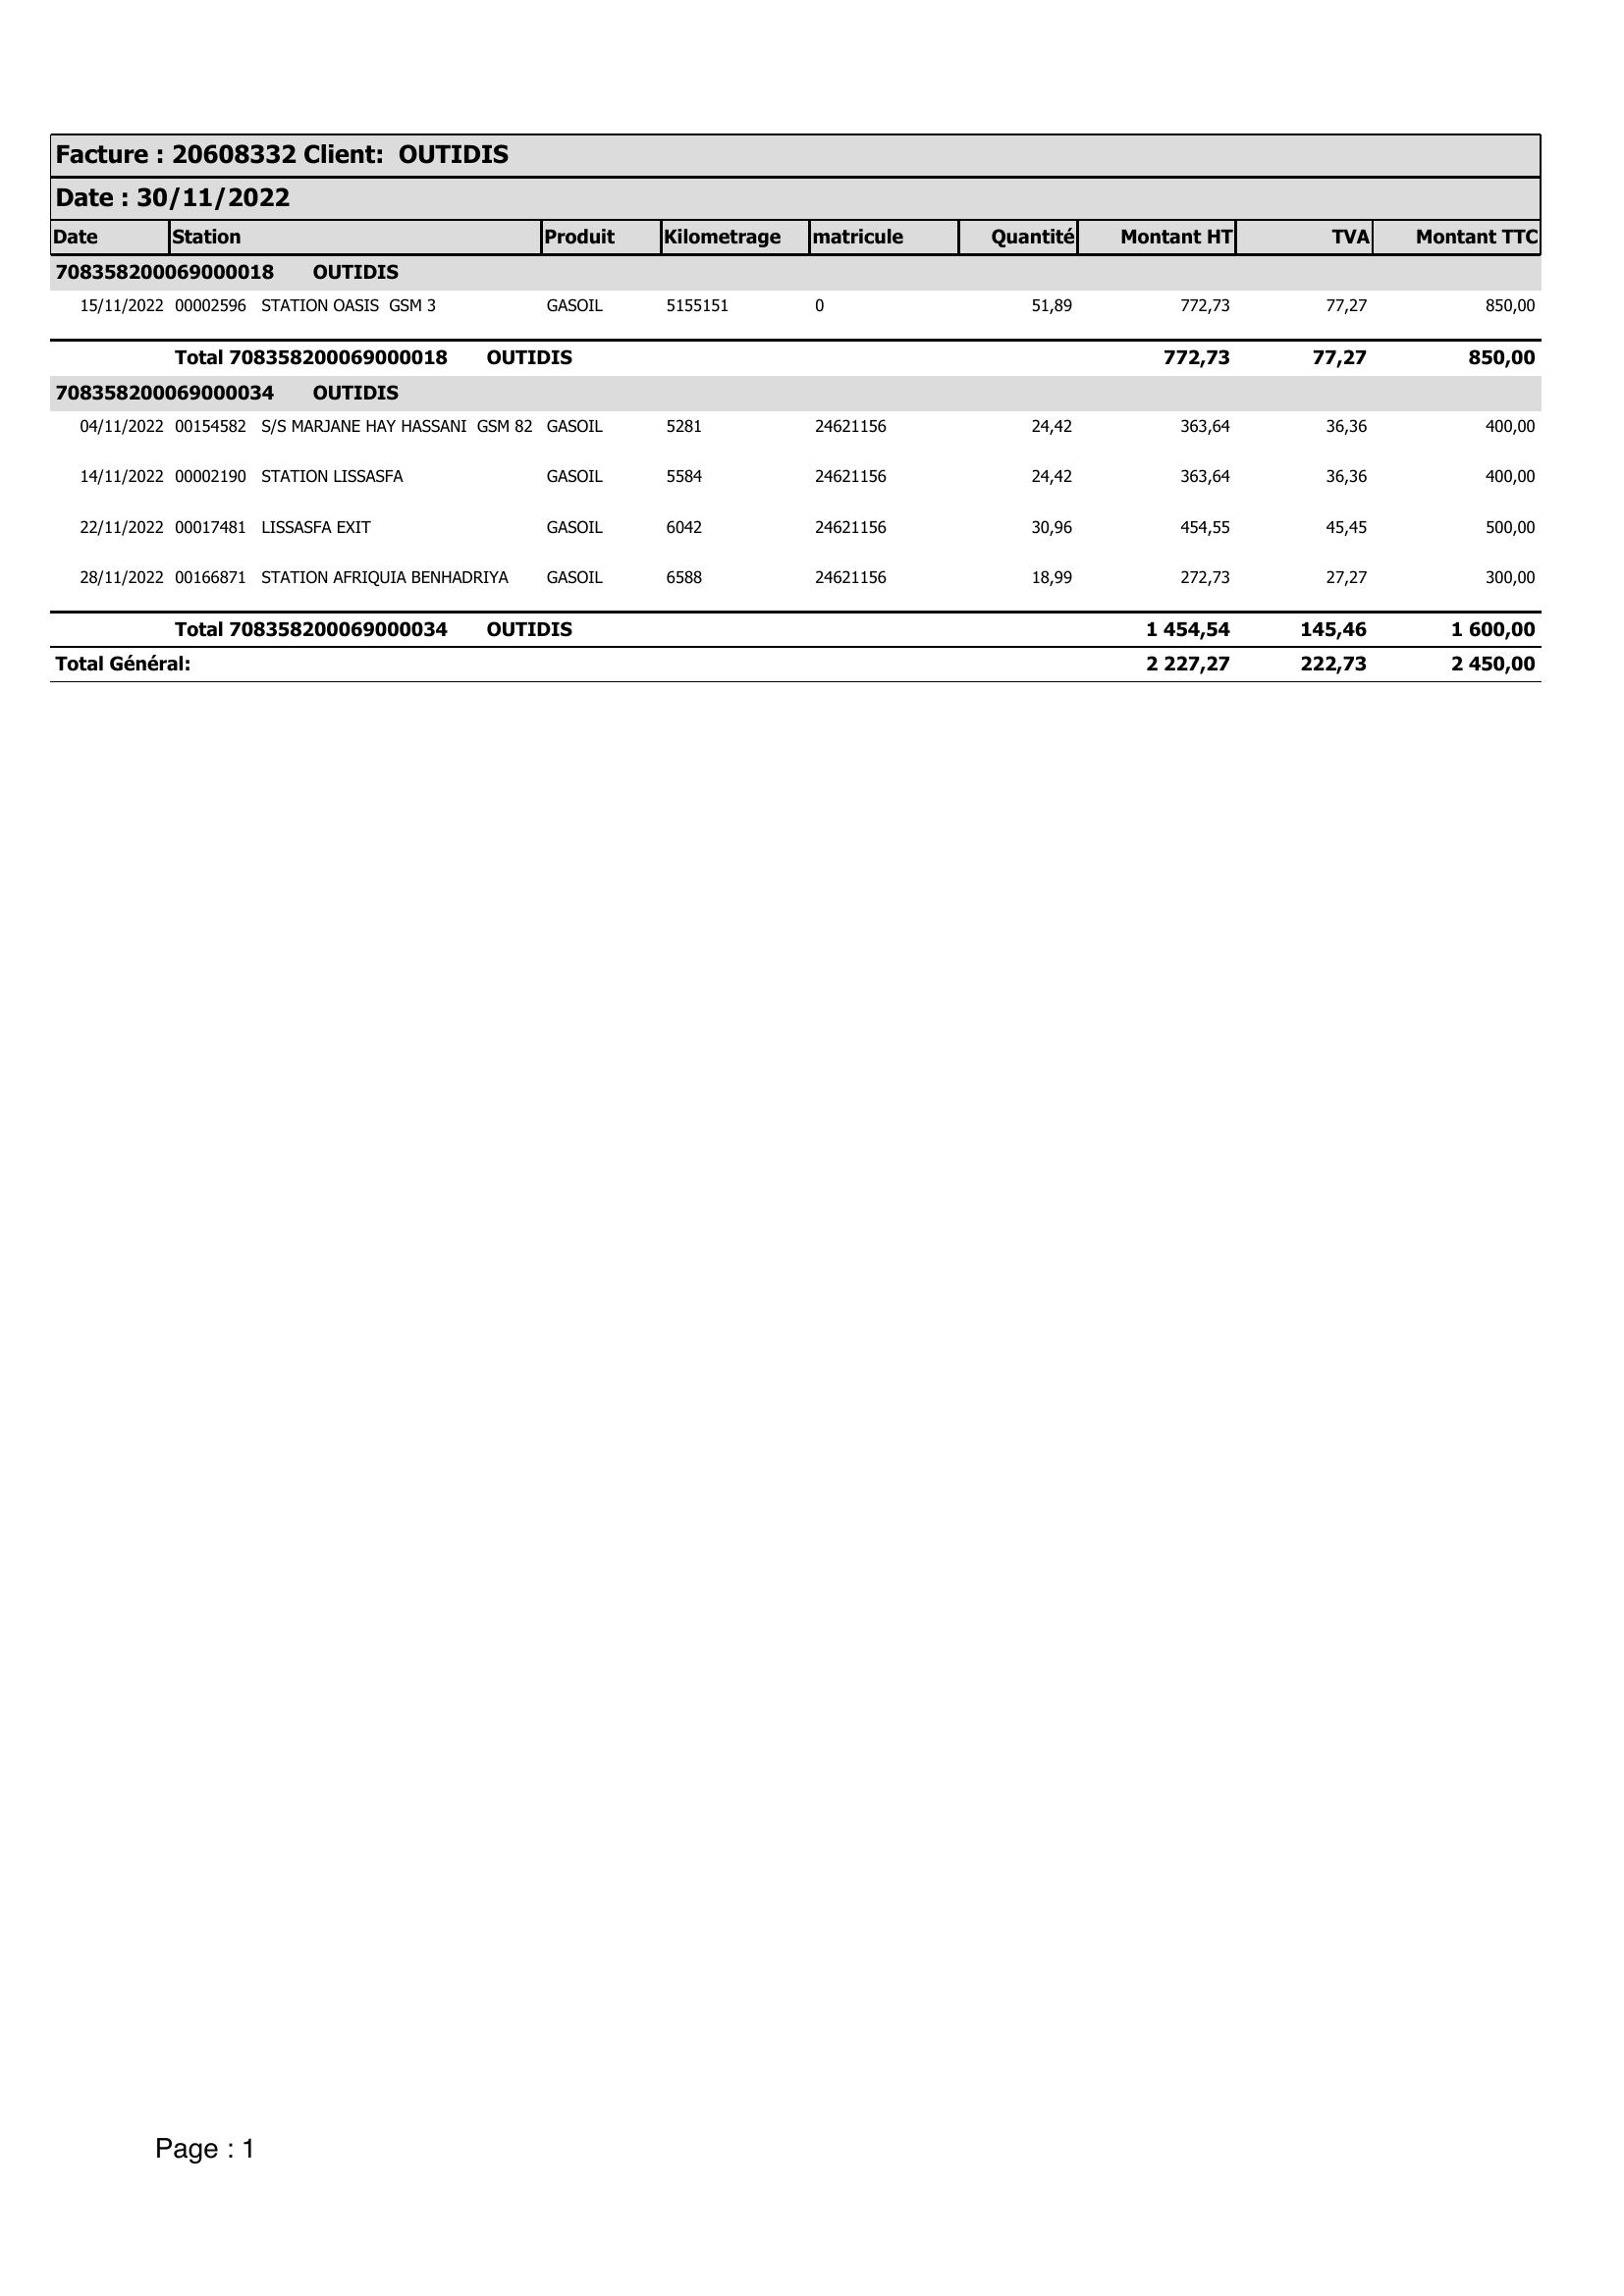 Facture : 20608332 Client:  OUTIDIS
Date : 30/11/2022
Date Station Produit Kilometrage matricule Quantité Montant HT TVA Montant TTC
708358200069000018 OUTIDIS
15/11/2022 00002596 STATION OASIS  GSM 3 GASOIL 5155151 0 51,89 772,73 77,27 850,00
Total 708358200069000018 OUTIDIS 772,73 77,27 850,00
708358200069000034 OUTIDIS
04/11/2022 00154582 S/S MARJANE HAY HASSANI  GSM 82 GASOIL 5281 24621156 24,42 363,64 36,36 400,00
14/11/2022 00002190 STATION LISSASFA GASOIL 5584 24621156 24,42 363,64 36,36 400,00
22/11/2022 00017481 LISSASFA EXIT GASOIL 6042 24621156 30,96 454,55 45,45 500,00
28/11/2022 00166871 STATION AFRIQUIA BENHADRIYA GASOIL 6588 24621156 18,99 272,73 27,27 300,00
Total 708358200069000034 OUTIDIS 1 454,54 145,46 1 600,00
Total Général: 2 227,27 222,73 2 450,00
Page : 1